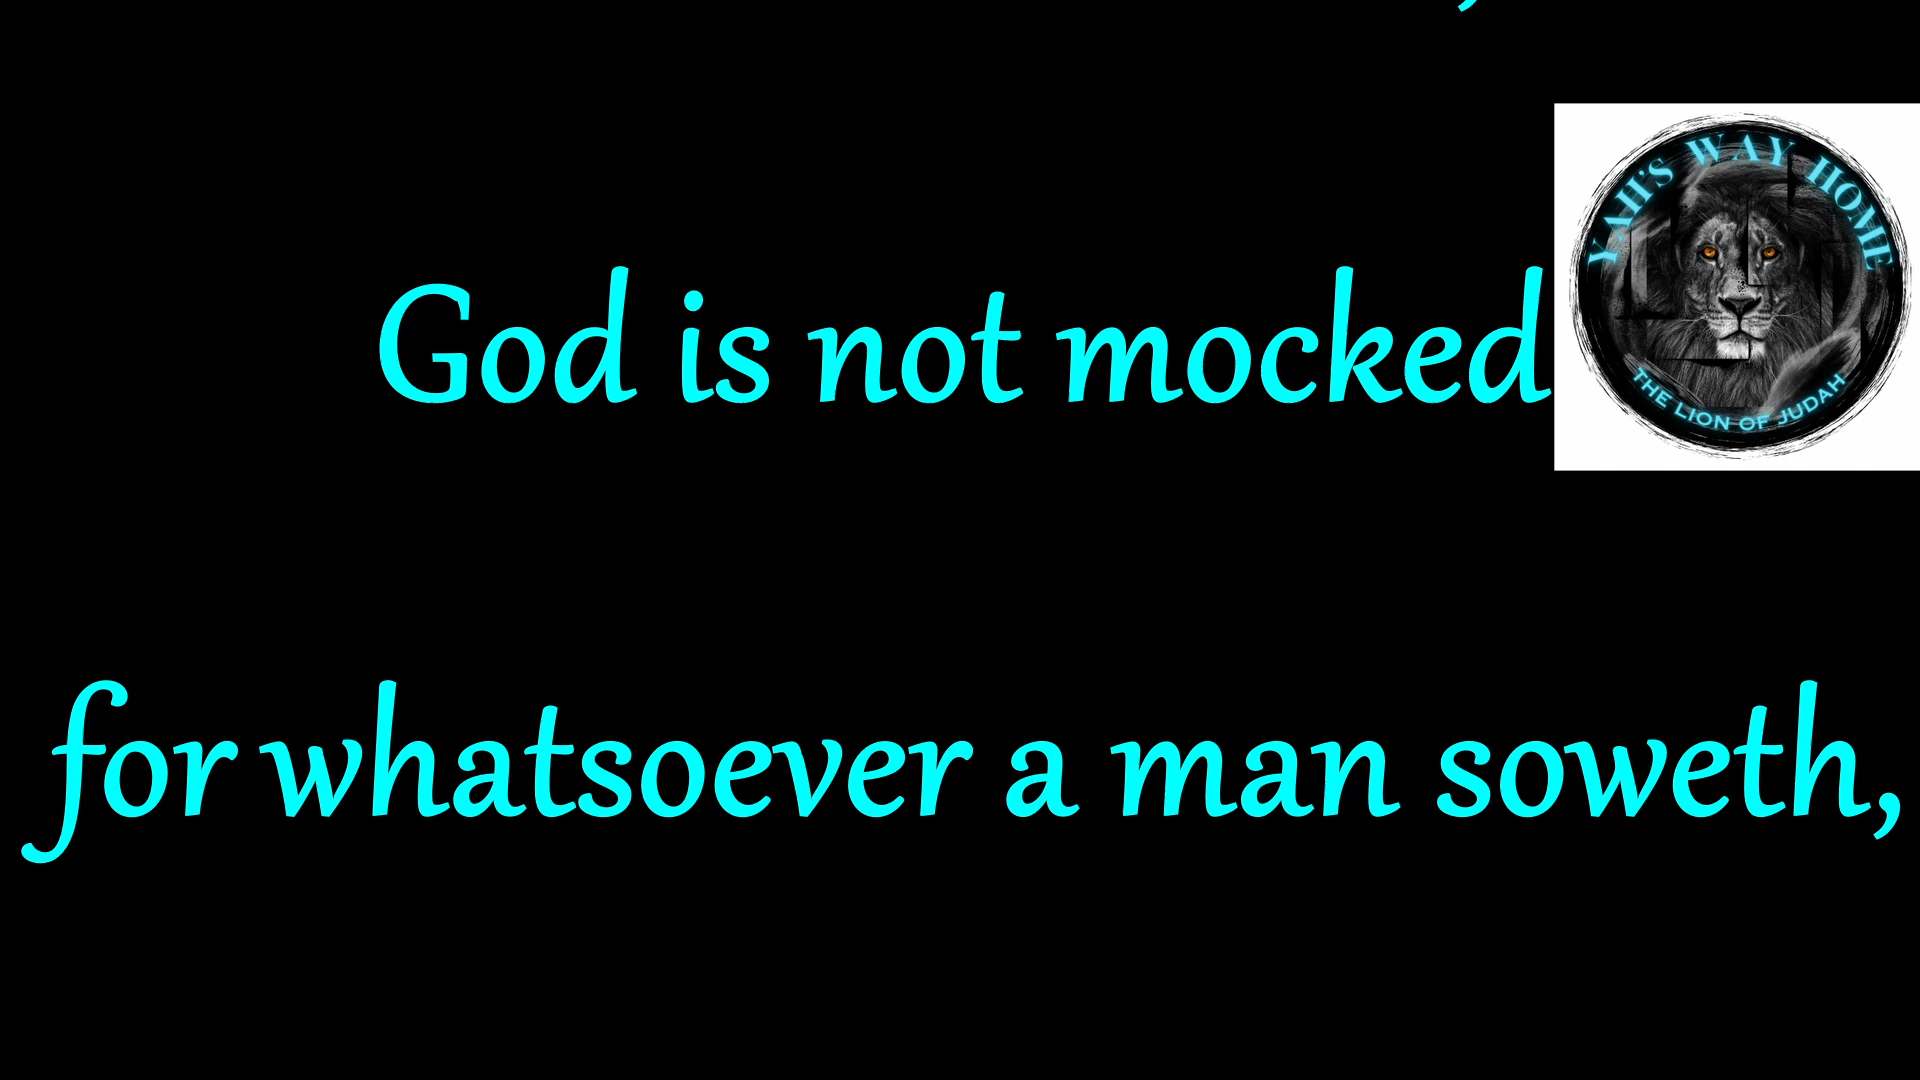 YAH'S WAY HOME
God is not mocked
THE LION OF JUDAH
for whatsoever a man soweth,